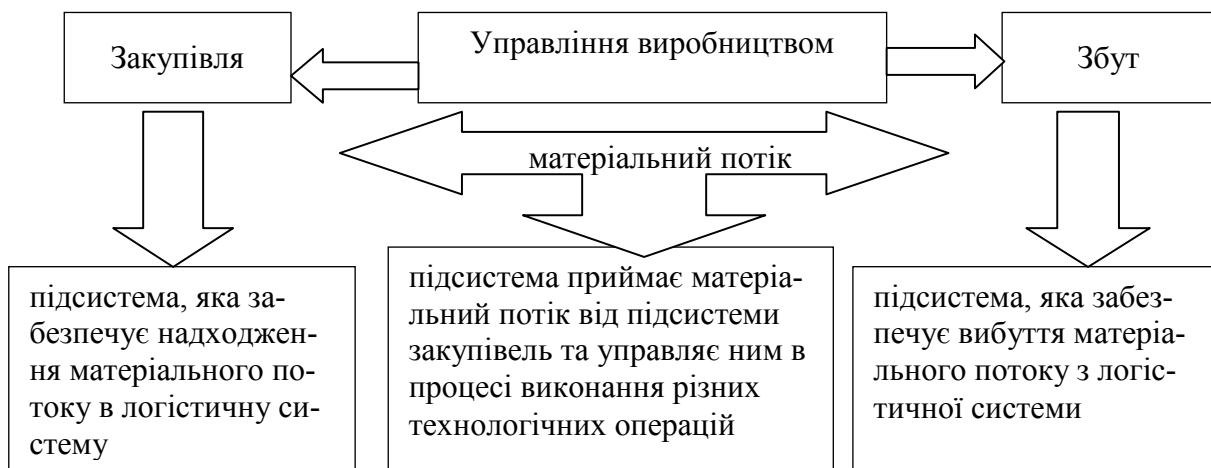 Закупівля
Управління виробництвом
Збут
матеріальний потік
підсистема, яка за-
безпечує надходжен-
ня матеріального по-
току в логістичну си-
стему
підсистема приймає матеріа-
льний потік від підсистеми
закупівель та управляє ним в
процесі виконання різних
технологічних операцій
підсистема, яка забез-
печує вибуття матеріа-
льного потоку з логіс-
тичної системи